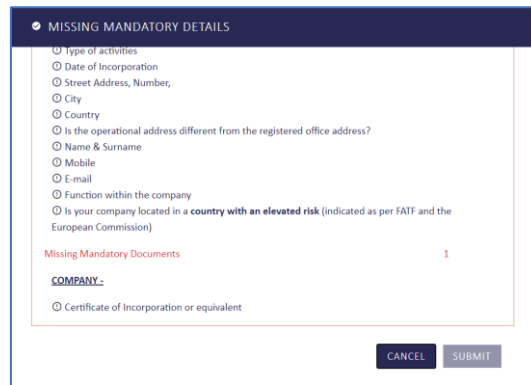 MISSING MANDATORY DETAILS
Type of activities
Date of Incorporation
Street Address, Number,
City
Country
Is the operational address different from the registered office address?
Name & Surname
Mobile
E-mail
Function within the company
Is your company located in a country with an elevated risk (indicated as per FATF and the
European Commission)
Missing Mandatory Documents 1
COMPANY -
Certificate of Incorporation or equivalent
CANCEL SUBMIT